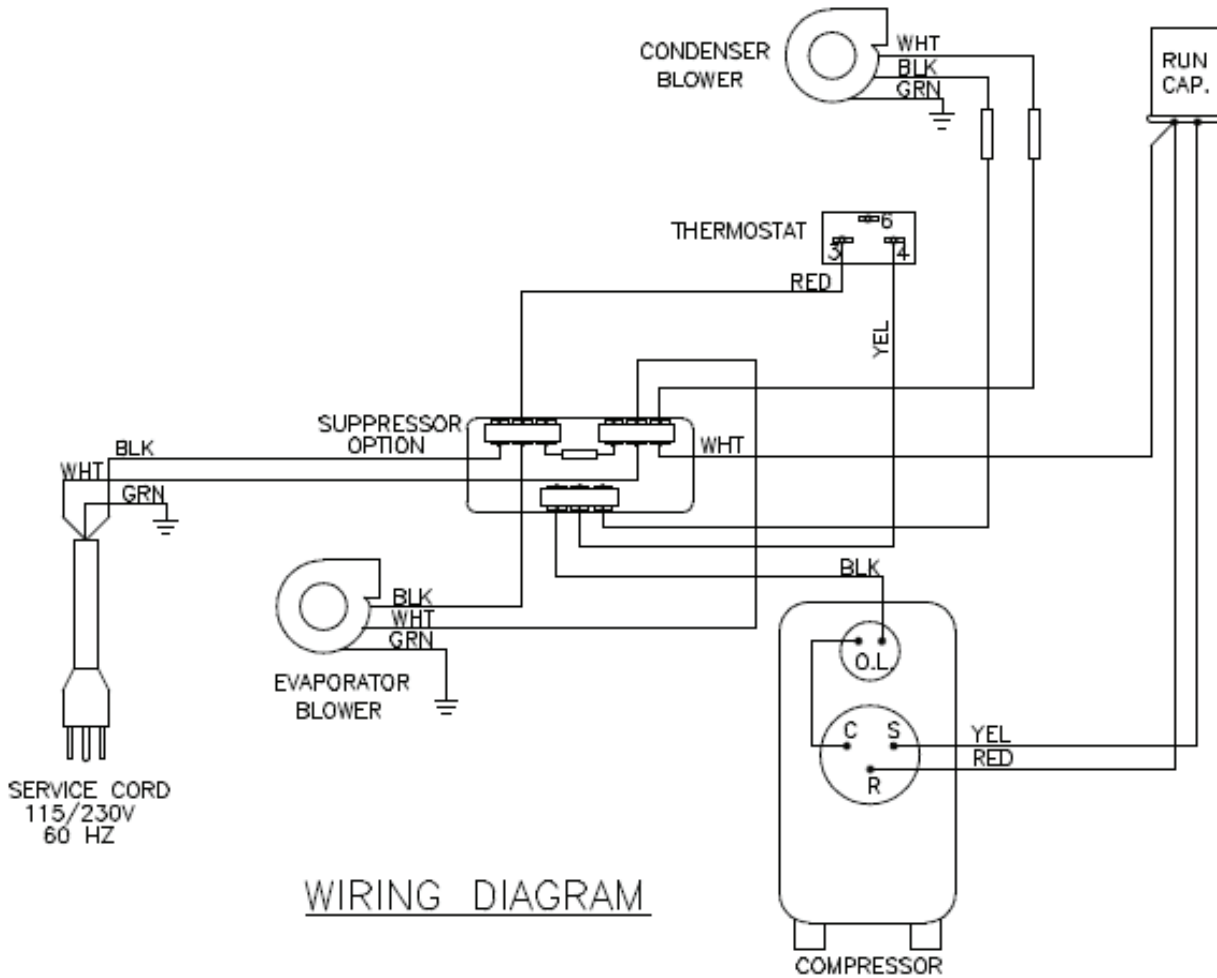 CONDENSER
BLOWER
WHT
BLK
GRN
RUN
CAP.
THERMOSTAT
6
3
4
RED
YEL
SUPPRESSOR
OPTION
WHT
BLK
WHT
GRN
BLK
BLK
WHT
GRN
EVAPORATOR
BLOWER
O.L.
C
S
R
YEL
RED
SERVICE CORD
115/230V
60 HZ
WIRING DIAGRAM
COMPRESSOR